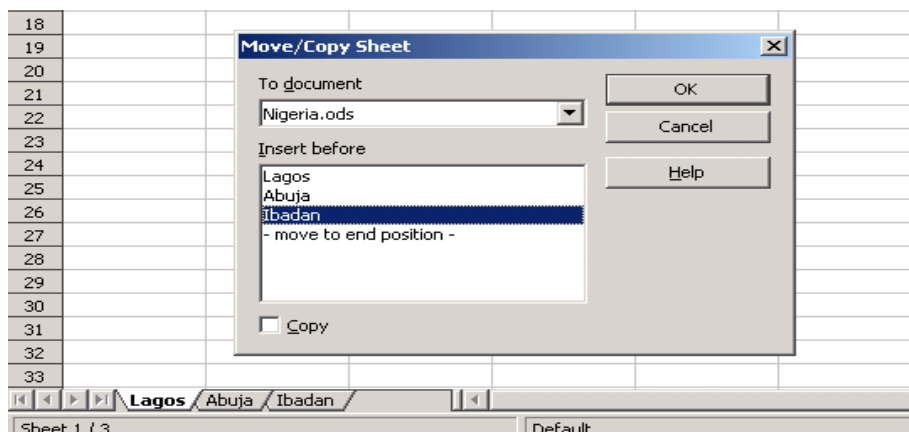 18
19
20
21
22
23
24
25
26
27
28
29
30
31
32
33
Move/Copy Sheet
To document
Nigeria.ods
Insert before
Lagos
Abuja
Ibadan
- move to end position -
Copy
OK
Cancel
Help
Lagos Abuja Ibadan
Sheet 1 / 3 Default